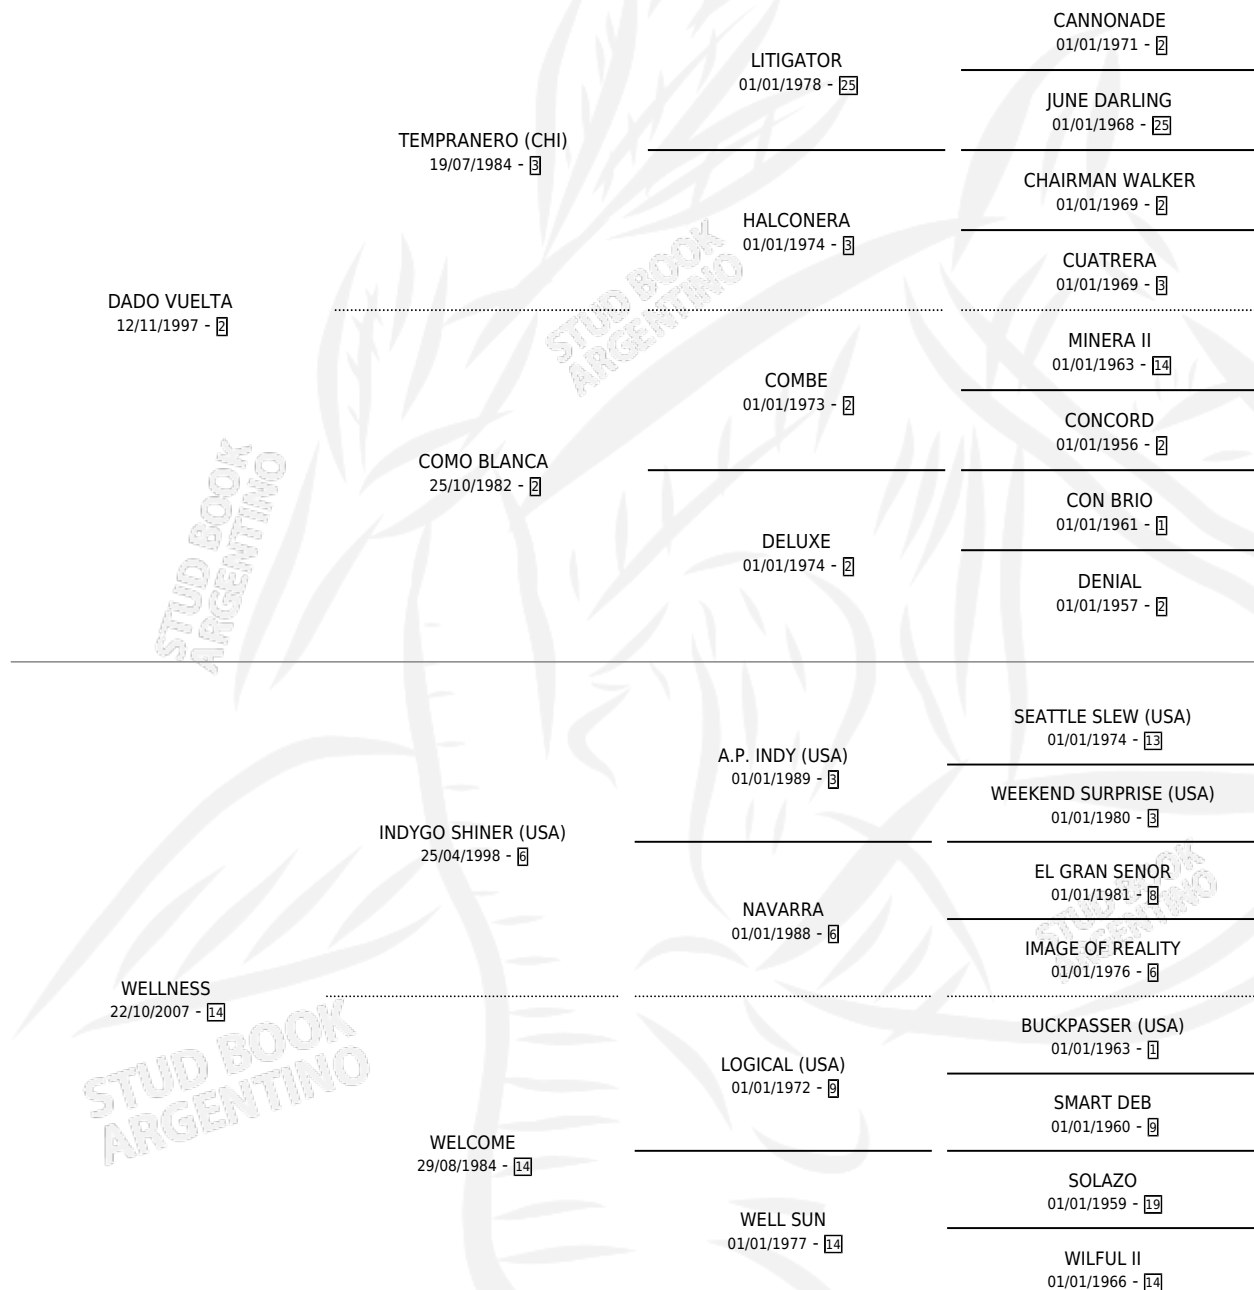 CANNONADE
01/01/1971 - 2
LITIGATOR
01/01/1978 - 25
JUNE DARLING
01/01/1968 - 25
TEMPRANERO (CHI)
19/07/1984 - 3
CHAIRMAN WALKER
01/01/1969 - 2
HALCONERA
01/01/1974 - 3
CUATRERA
01/01/1969 - 3
DADO VUELTA
12/11/1997 - 2
MINERA II
01/01/1963 - 14
COMBE
01/01/1973 - 2
CONCORD
01/01/1956 - 2
COMO BLANCA
25/10/1982 - 2
CON BRIO
01/01/1961 - 1
DELUXE
01/01/1974 - 2
DENIAL
01/01/1957 - 2
SEATTLE SLEW (USA)
01/01/1974 - 13
A.P. INDY (USA)
01/01/1989 - 3
WEEKEND SURPRISE (USA)
01/01/1980 - 3
INDYGO SHINER (USA)
25/04/1998 - 6
EL GRAN SENOR
01/01/1981 - 8
NAVARRA
01/01/1988 - 6
IMAGE OF REALITY
01/01/1976 - 6
WELLNESS
22/10/2007 - 14
BUCKPASSER (USA)
01/01/1963 - 1
LOGICAL (USA)
01/01/1972 - 9
SMART DEB
01/01/1960 - 9
WELCOME
29/08/1984 - 14
SOLAZO
01/01/1959 - 19
WELL SUN
01/01/1977 - 14
WILFUL II
01/01/1966 - 14
STUD BOOK
ARGENTINO
STUD BOOK
ARGENTINO
STUD BOOK
ARGENTINO
STUD BOOK
ARGENTINO